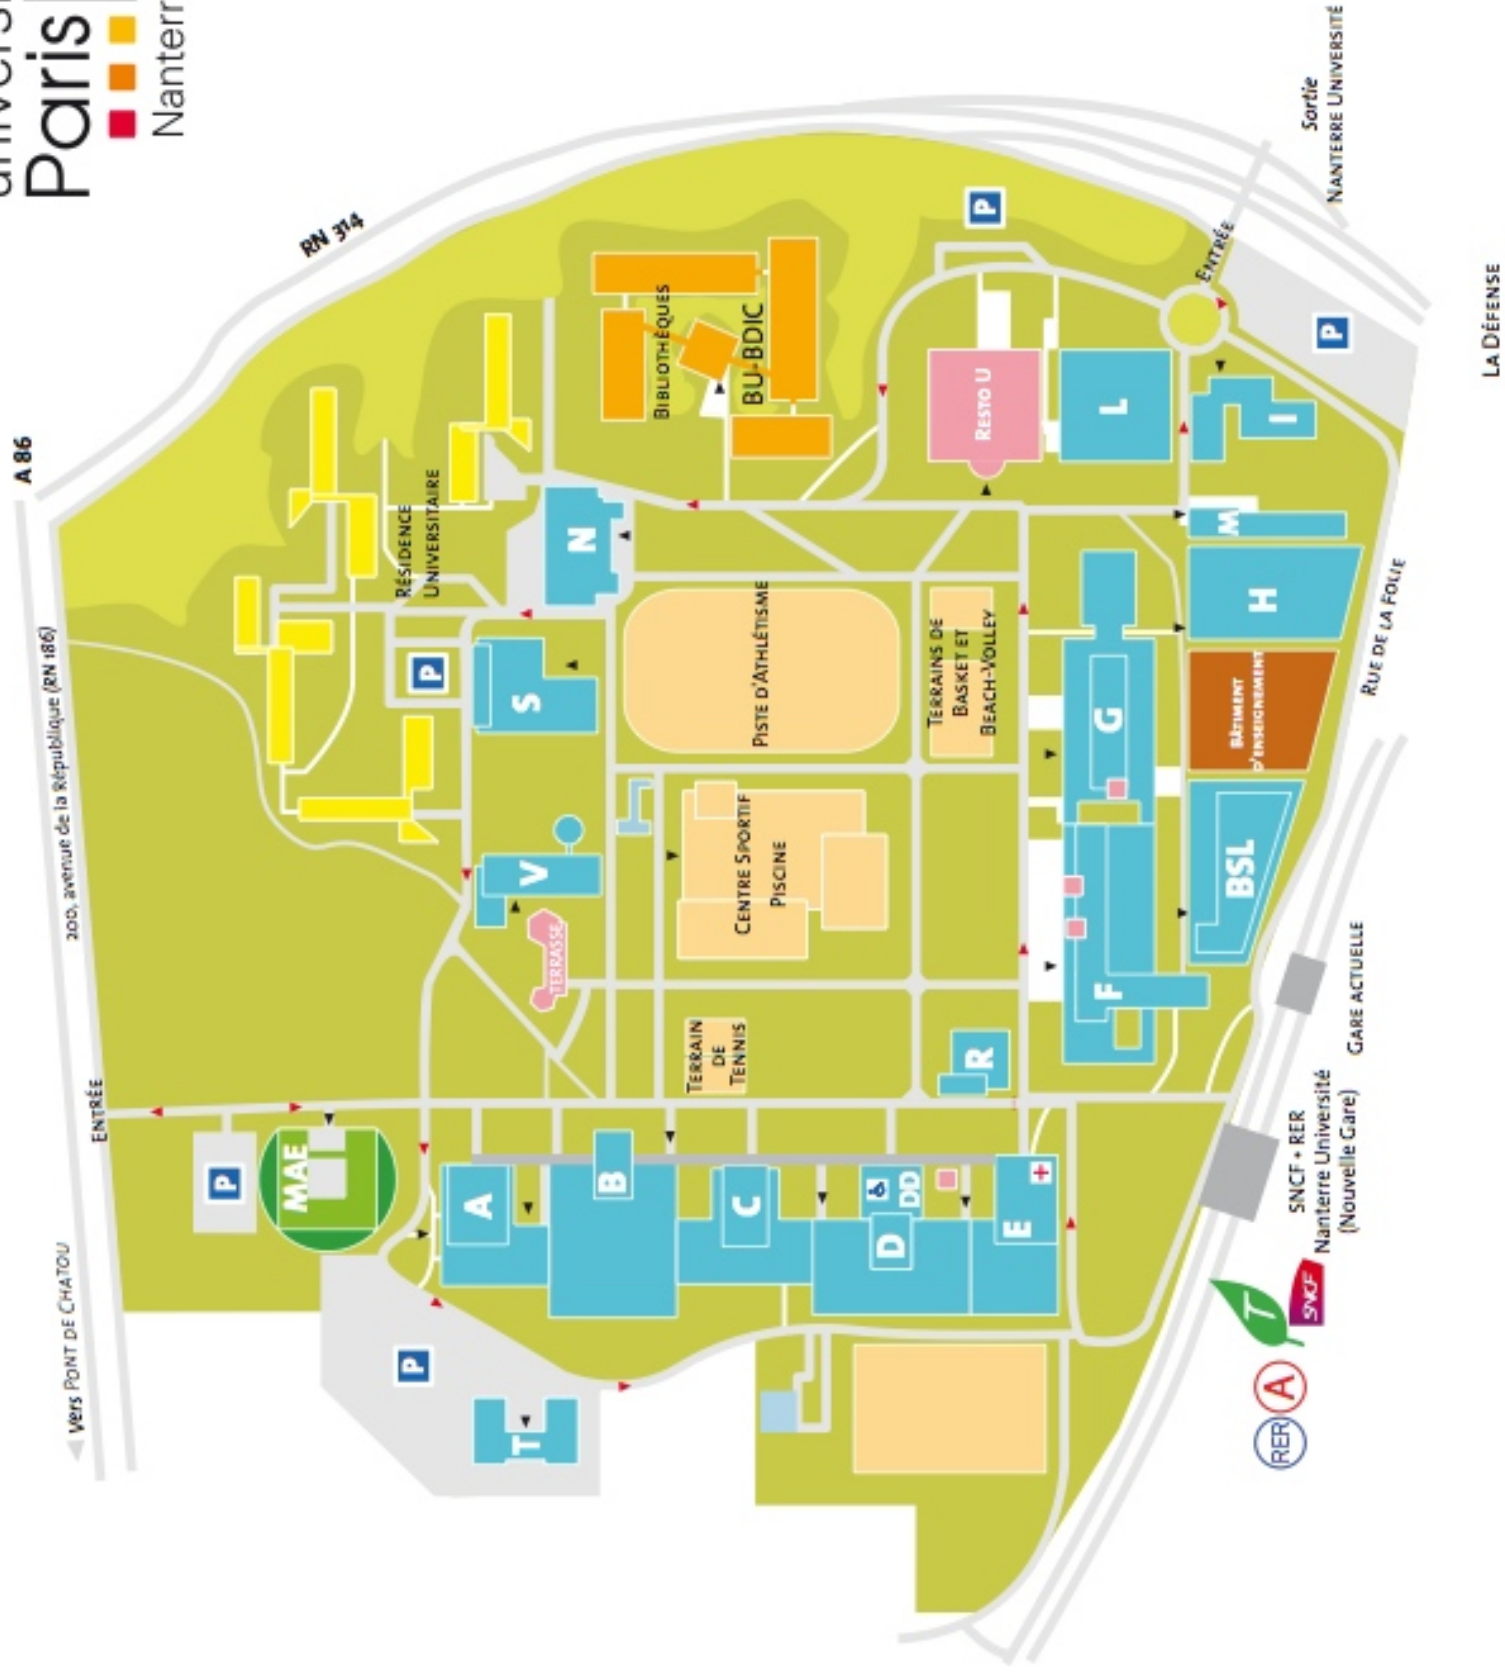 Paris
Nanterr
A 86
RN 314
200, avenue de la République (RN 186)
ENTRÉE
Vers PONT DE CHATOU
P
MAE
P
T
A
B
C
D
DD
E
RÉSIDENCE
UNIVERSITAIRE
P
N
S
V
TERRASSE
BIBLIOTHÈQUES
BU-BDIC
PISTE D'ATHLÉTISME
TERRAINS DE
BASKET ET
BEACH-VOLLEY
CENTRE SPORTIF
PISCINE
TERRAIN
DE
TENNIS
R
P
RESTO U
L
I
M
H
G
F
BÂTIMENT
D'ENSEIGNEMENT
BSL
ENTRÉE
P
Sortie
NANTERRE UNIVERSITÉ
LA DÉFENSE
RUE DE LA FOLIE
GARE ACTUELLE
SNCF + RER
Nanterre Université
(Nouvelle Gare)
RER
A
T
SNCF